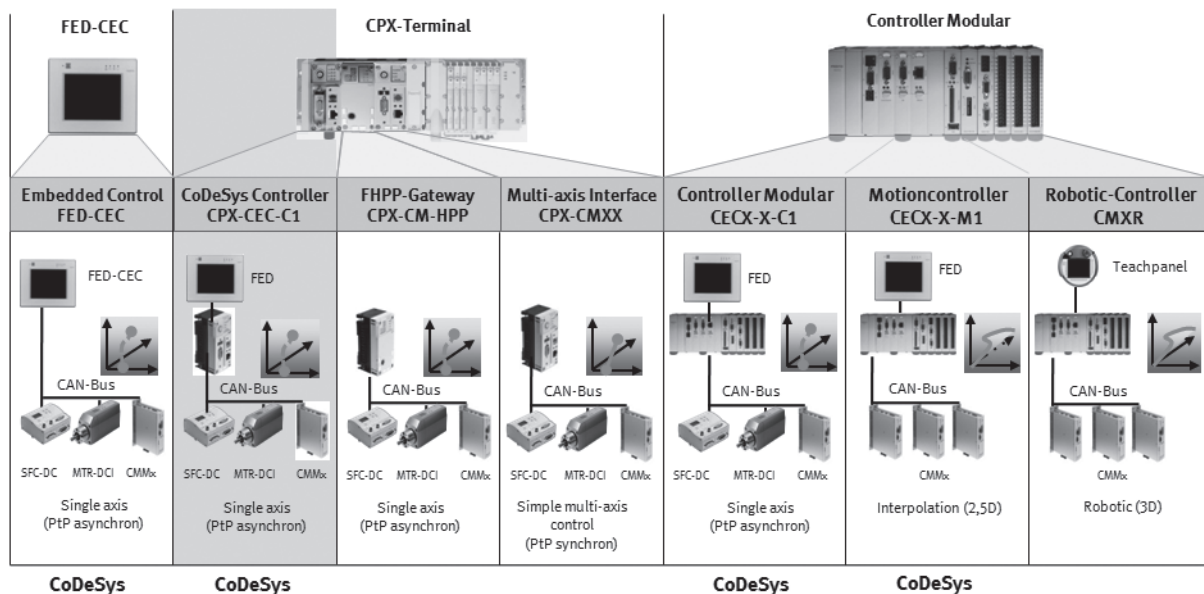 FED-CEC
CPX-Terminal
Controller Modular
Embedded Control
FED-CEC
CoDeSys Controller
CPX-CEC-C1
FHPP-Gateway
CPX-CM-HPP
Multi-axis Interface
CPX-CMXX
Controller Modular
CECX-X-C1
Motioncontroller
CECX-X-M1
Robotic-Controller
CMXR
FED-CEC
CAN-Bus
SFC-DC MTR-DCI CMMx
Single axis
(PtP asynchron)
FED
CAN-Bus
SFC-DC MTR-DCI CMMx
Single axis
(PtP asynchron)
CAN-Bus
SFC-DC MTR-DCI CMMx
Single axis
(PtP asynchron)
CAN-Bus
SFC-DC MTR-DCI CMMx
Simple multi-axis
control
(PtP synchron)
FED
CAN-Bus
SFC-DC MTR-DCI CMMx
Single axis
(PtP asynchron)
FED
CAN-Bus
CMMx
Interpolation (2,5D)
Teachpanel
CAN-Bus
CMMx
Robotic (3D)
CoDeSys
CoDeSys
CoDeSys
CoDeSys